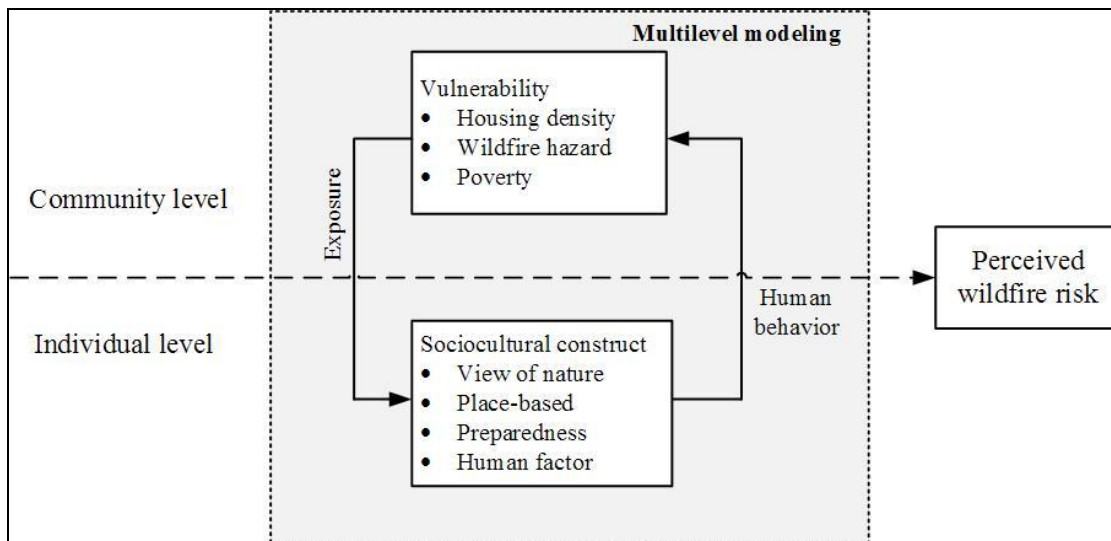 Multilevel modeling
Vulnerability
• Housing density
• Wildfire hazard
• Poverty
Community level
Exposure
Perceived
wildfire risk
Human
behavior
Individual level
Sociocultural construct
• View of nature
• Place-based
• Preparedness
• Human factor